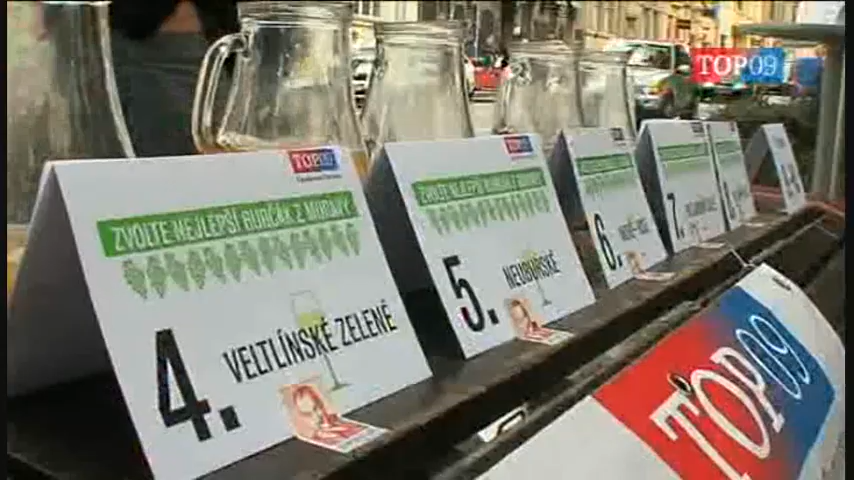 TOP09
TOP09
ZVOLTE NEJLEPŠÍ BURČÁK Z MORAVY
4.
VELTLÍNSKÉ ZELENÉ
TOP09
ZVOLTE NEJLEPŠÍ BURČÁK Z MORAVY
5.
NEUBURSKÉ
6.
7.
8.
TOP09